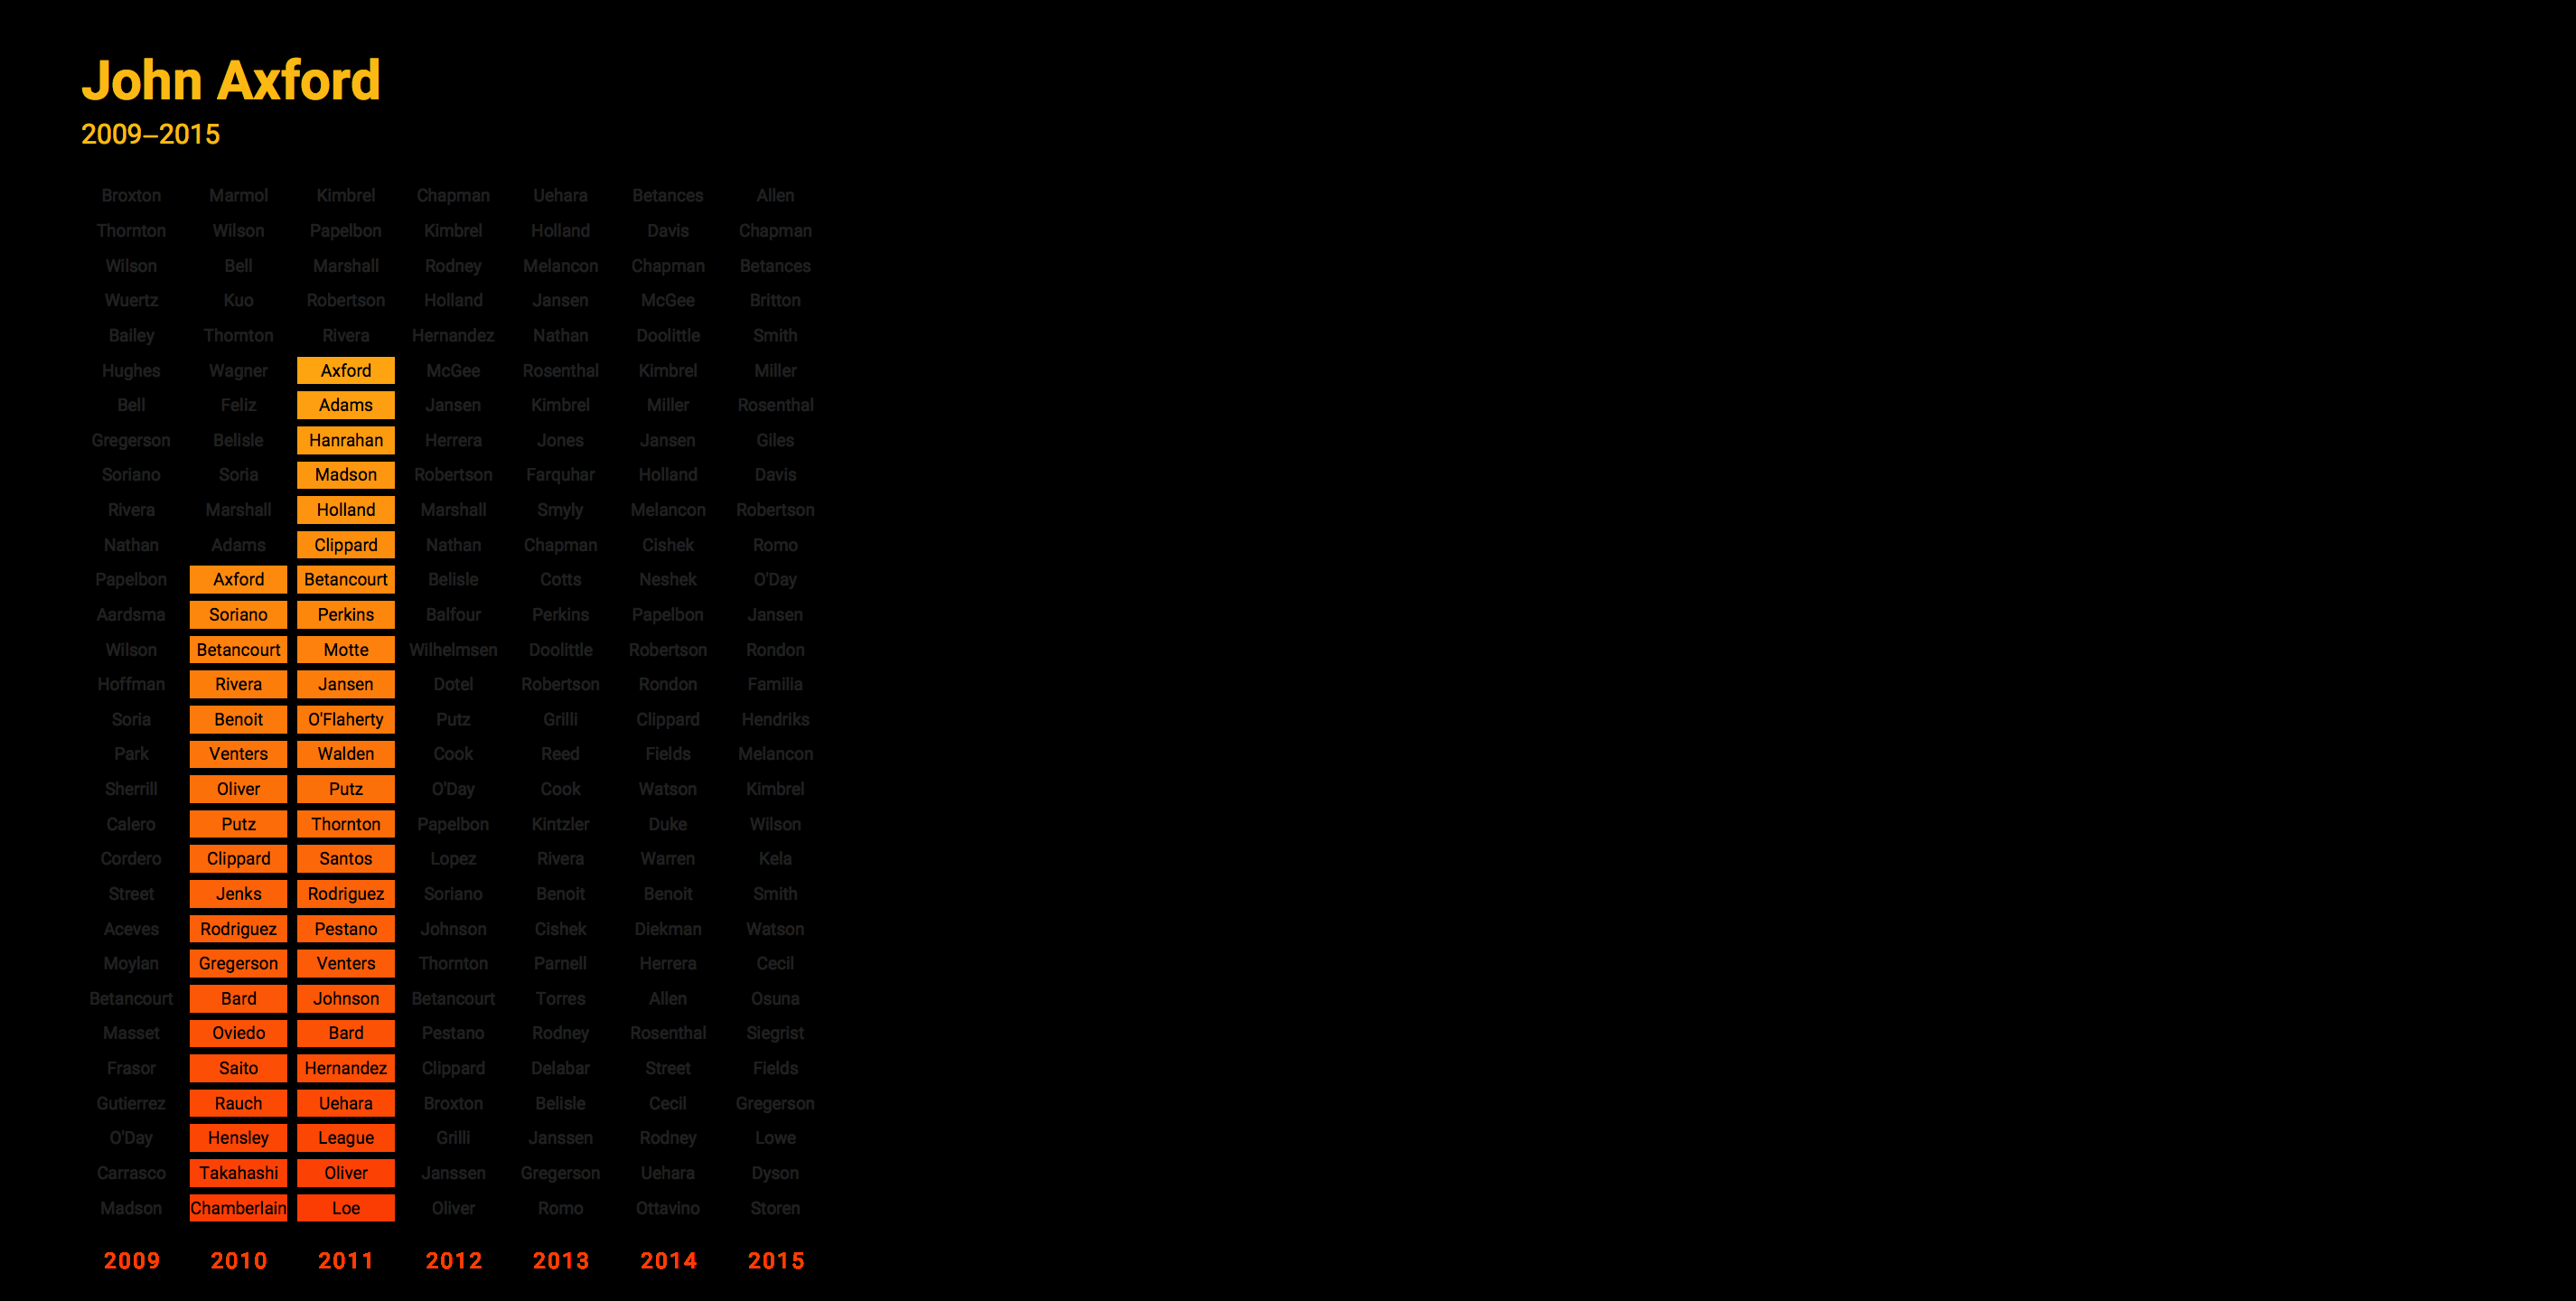 John Axford
2009–2015
Broxton Marmol Kimbrel Chapman Uehara Betances Allen
Thornton Wilson Papelbon Kimbrel Holland Davis Chapman
Wilson Bell Marshall Rodney Melancon Chapman Betances
Wuertz Kuo Robertson Holland Jansen McGee Britton
Bailey Thornton Rivera Hernandez Nathan Doolittle Smith
Hughes Wagner Axford McGee Rosenthal Kimbrel Miller
Bell Feliz Adams Jansen Kimbrel Miller Rosenthal
Gregerson Belisle Hanrahan Herrera Jones Jansen Giles
Soriano Soria Madson Robertson Farquhar Holland Davis
Rivera Marshall Holland Marshall Smyly Melancon Robertson
Nathan Adams Clippard Nathan Chapman Cishek Romo
Papelbon Axford Betancourt Belisle Cotts Neshek O'Day
Aardsma Soriano Perkins Balfour Perkins Papelbon Jansen
Wilson Betancourt Motte Wilhelmsen Doolittle Robertson Rondon
Hoffman Rivera Jansen Dotel Robertson Rondon Familia
Soria Benoit O'Flaherty Putz Grilli Clippard Hendriks
Park Venters Walden Cook Reed Fields Melancon
Sherrill Oliver Putz O'Day Cook Watson Kimbrel
Calero Putz Thornton Papelbon Kintzler Duke Wilson
Cordero Clippard Santos Lopez Rivera Warren Kela
Street Jenks Rodriguez Soriano Benoit Benoit Smith
Aceves Rodriguez Pestano Johnson Cishek Diekman Watson
Moylan Gregerson Venters Thornton Parnell Herrera Cecil
Betancourt Bard Johnson Betancourt Torres Allen Osuna
Masset Oviedo Bard Pestano Rodney Rosenthal Siegrist
Frasor Saito Hernandez Clippard Delabar Street Fields
Gutierrez Rauch Uehara Broxton Belisle Cecil Gregerson
O'Day Hensley League Grilli Janssen Rodney Lowe
Carrasco Takahashi Oliver Janssen Gregerson Uehara Dyson
Madson Chamberlain Loe Oliver Romo Ottavino Storen
2009 2010 2011 2012 2013 2014 2015